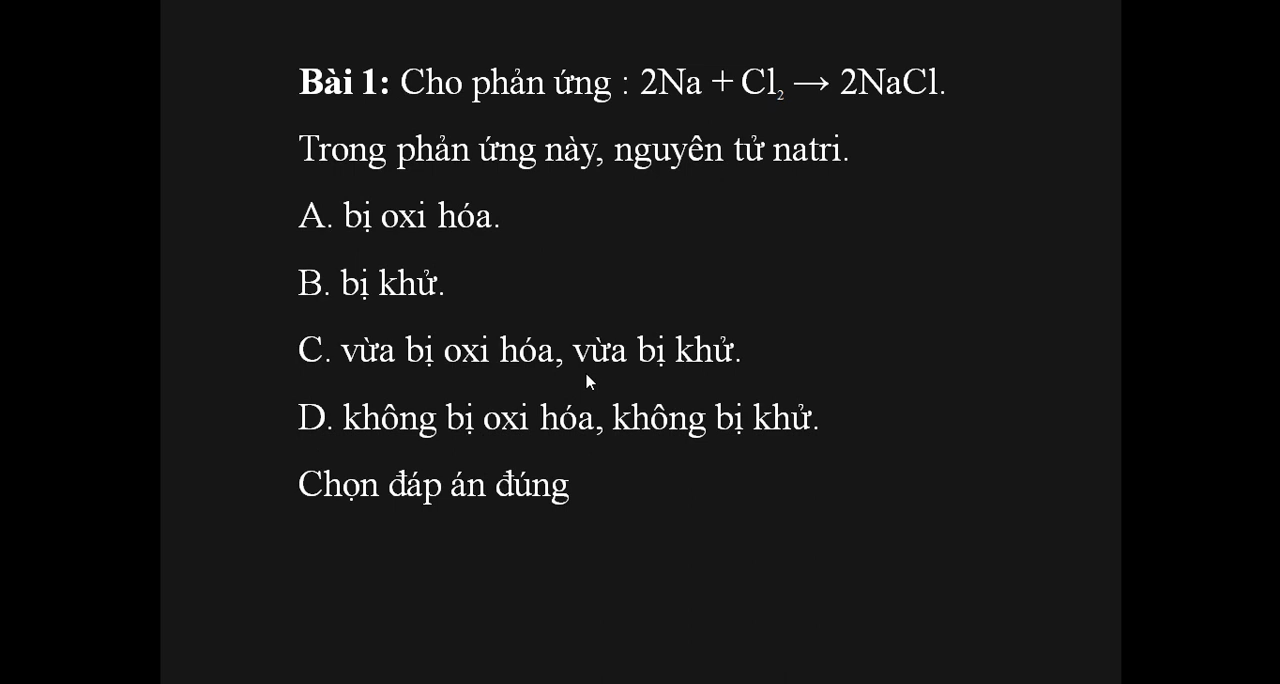 Bài 1: Cho phản ứng : 2Na + Cl₂ → 2NaCl.
Trong phản ứng này, nguyên tử natri.
A. bị oxi hóa.
B. bị khử.
C. vừa bị oxi hóa, vừa bị khử.
D. không bị oxi hóa, không bị khử.
Chọn đáp án đúng